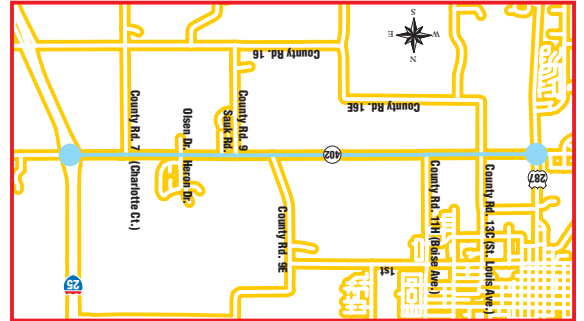 25
1st
County Rd. 13C (St. Louis Ave.)
County Rd. 11H (Boise Ave.)
County Rd. 9E
287
Heron Dr.
(Charlotte Ct.)
402
County Rd. 9
Sauk Rd.
Olsen Dr.
County Rd. 7
County Rd. 16E
County Rd. 16
N
W
E
S